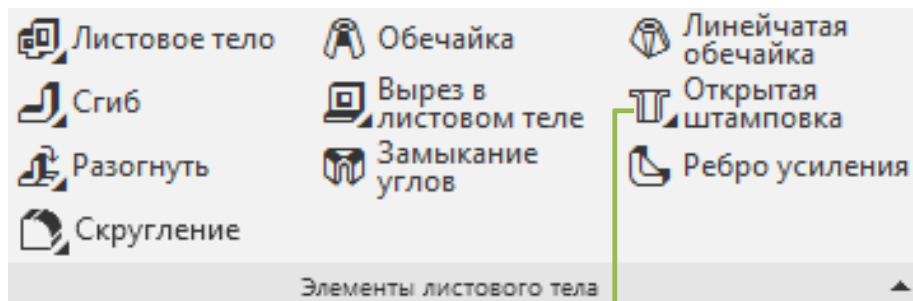 Листовое тело
Обечайка
Линейчатая
обечайка
Сгиб
Вырез в
листовом теле
Открытая
штамповка
Разогнуть
Замыкание
углов
Ребро усиления
Скругление
Элементы листового тела